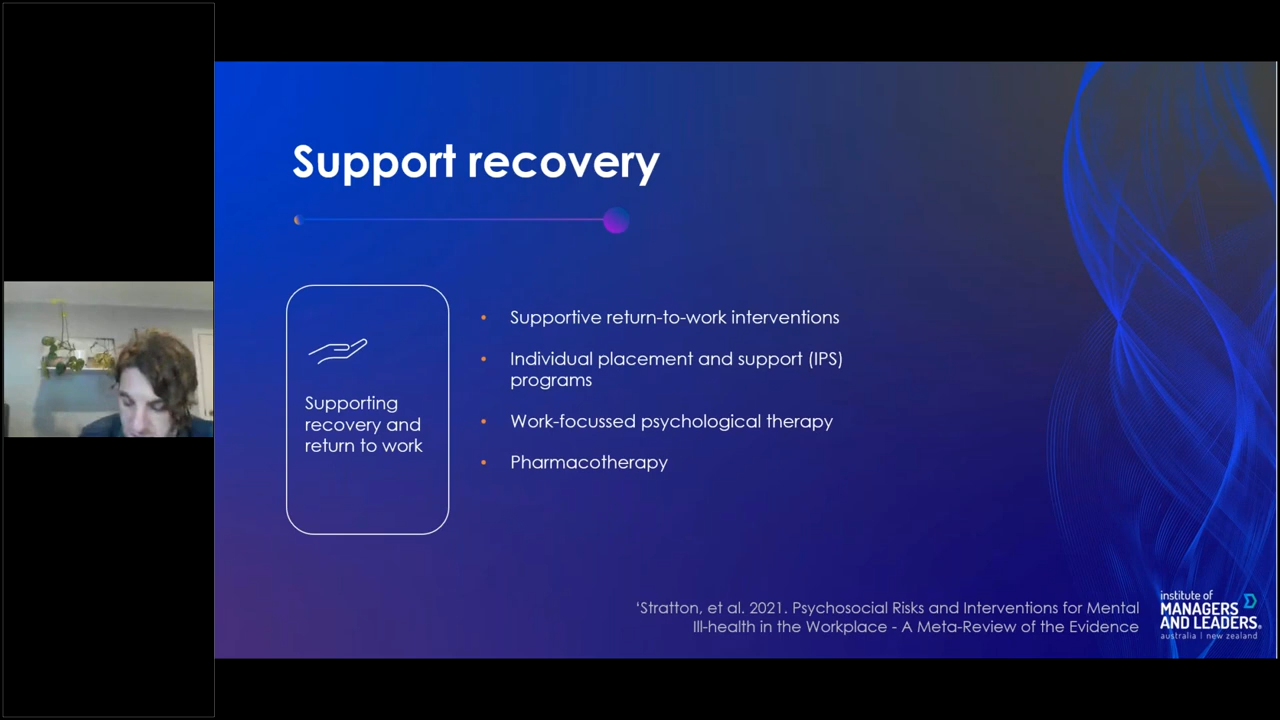 Support recovery
Supporting
recovery and
return to work
• Supportive return-to-work interventions
• Individual placement and support (IPS)
programs
• Work-focussed psychological therapy
• Pharmacotherapy
‘Stratton, et al. 2021. Psychosocial Risks and Interventions for Mental
Ill-health in the Workplace - A Meta-Review of the Evidence
institute of
MANAGERS
AND LEADERS®
australia | new zealand